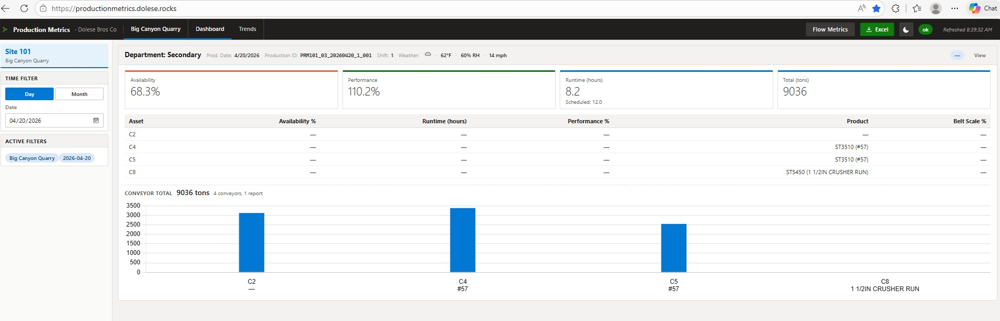 https://productionmetrics.dolese.rocks
Chat
Production Metrics · Dolese Bros Co Big Canyon Quarry Dashboard Trends Flow Metrics Excel ok Refreshed 8:39:32 AM
Site 101
Big Canyon Quarry
TIME FILTER
Day Month
Date
04/20/2026
ACTIVE FILTERS
Big Canyon Quarry 2026-04-20
Department: Secondary Prod. Date: 4/20/2026 Production ID: PRM101_03_20260420_1_001 Shift: 1 Weather: · 62°F · 60% RH · 14 mph — View
Availability
68.3%
Performance
110.2%
Runtime (hours)
8.2
Scheduled: 12.0
Total (tons)
9036
Asset Availability % Runtime (hours) Performance % Product Belt Scale %
C2 — — — — —
C4 — — — ST3510 (#57) —
C5 — — — ST3510 (#57) —
C8 — — — ST5450 (1 1/2IN CRUSHER RUN) —
CONVEYOR TOTAL 9036 tons 4 conveyors, 1 report
3500
3000
2500
2000
1500
1000
500
0
C2 C4 C5 C8
— #57 #57 1 1/2IN CRUSHER RUN